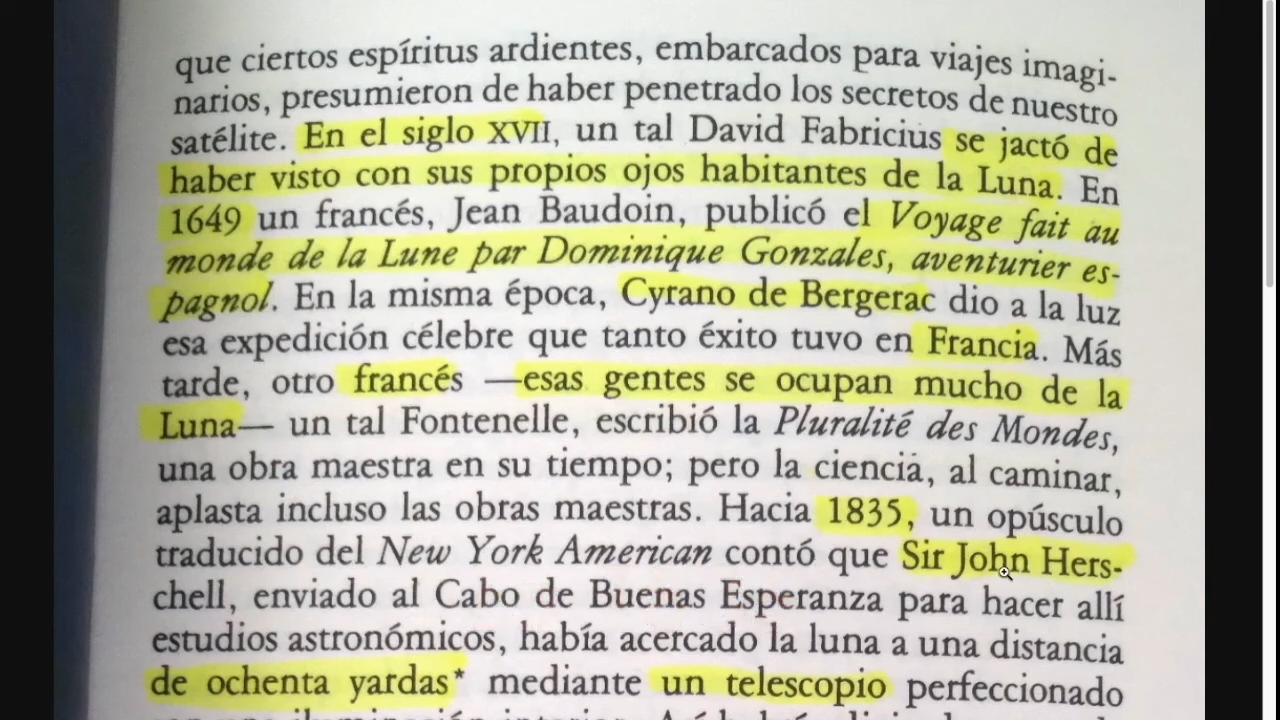 que ciertos espíritus ardientes, embarcados para viajes imagi-
narios, presumieron de haber penetrado los secretos de nuestro
satélite. En el siglo XVII, un tal David Fabricius se jactó de
haber visto con sus propios ojos habitantes de la Luna. En
1649 un francés, Jean Baudoin, publicó el Voyage fait au
monde de la Lune par Dominique Gonzales, aventurier es-
pagnol. En la misma época, Cyrano de Bergerac dio a la luz
esa expedición célebre que tanto éxito tuvo en Francia. Más
tarde, otro francés —esas gentes se ocupan mucho de la
Luna— un tal Fontenelle, escribió la Pluralité des Mondes,
una obra maestra en su tiempo; pero la ciencia, al caminar,
aplasta incluso las obras maestras. Hacia 1835, un opúsculo
traducido del New York American contó que Sir John Hers-
chell, enviado al Cabo de Buenas Esperanza para hacer allí
estudios astronómicos, había acercado la luna a una distancia
de ochenta yardas* mediante un telescopio perfeccionado